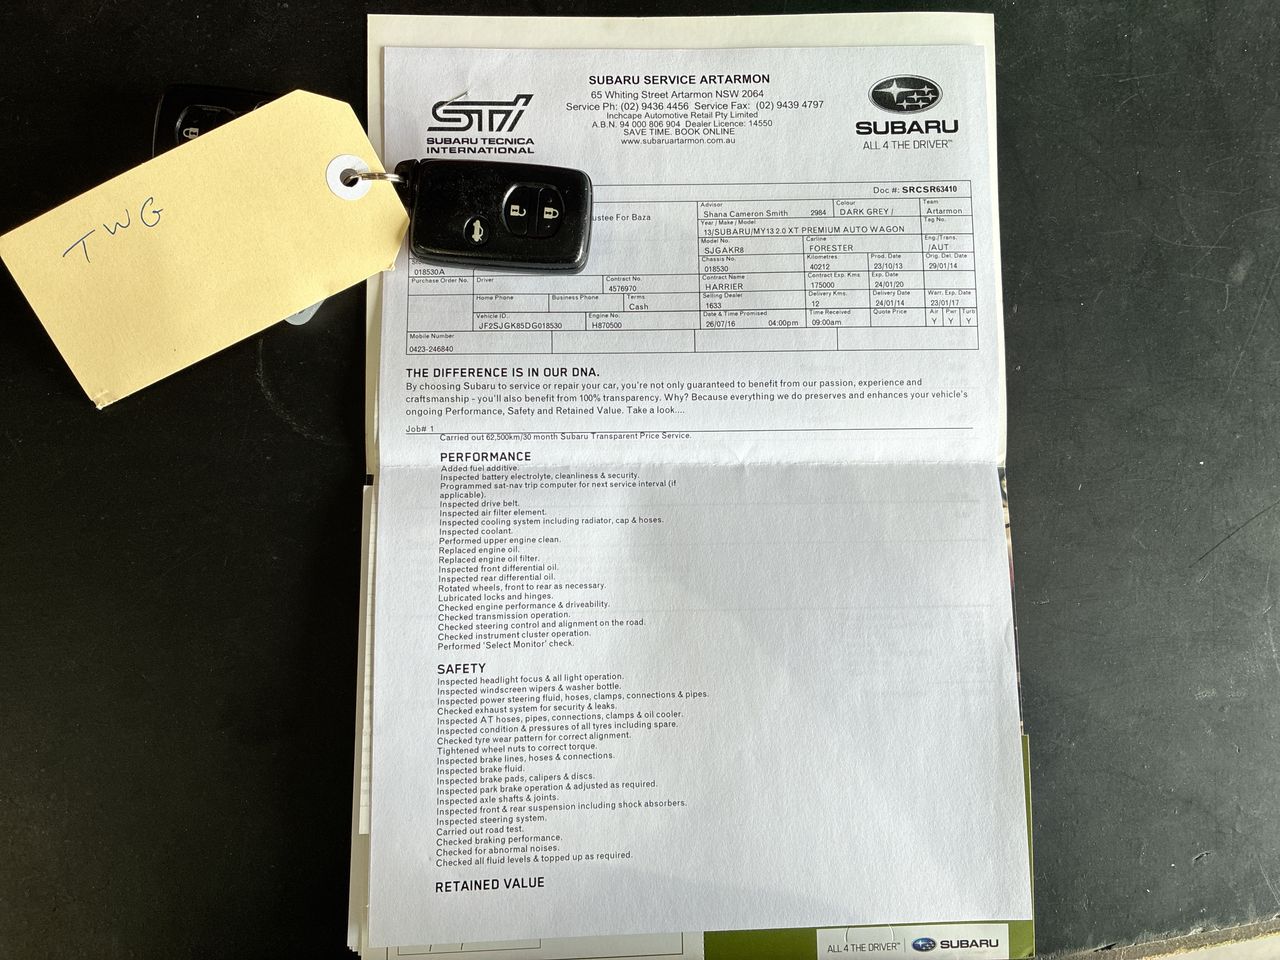 SUBARU SERVICE ARTARMON
65 Whiting Street Artarmon NSW 2064
Service Ph: (02) 9436 4456 Service Fax: (02) 9439 4797
Inchcape Automotive Retail Pty Limited
A.B.N. 94 000 806 904 Dealer Licence: 14550
SAVE TIME. BOOK ONLINE
www.subaruartarmon.com.au
STI
SUBARU TECNICA
INTERNATIONAL
SUBARU
ALL 4 THE DRIVER™
TWG
Doc #: SRCSR63410
ustee For Baza
Advisor
Shana Cameron Smith 2984
Colour
DARK GREY /
Team
Artarmon
Year / Make / Model
13/SUBARU/MY13 2.0 XT PREMIUM AUTO WAGON
Tag No.
Model No.
SJGAKR8
Carline
FORESTER
Eng./Trans.
/AUT
Chassis No.
018530
Kilometres
40212
Prod. Date
23/10/13
Orig. Del. Date
29/01/14
018530A
Contract No.
4576970
Contract Name
HARRIER
Contract Exp. Kms
175000
Exp. Date
24/01/20
Purchase Order No.
Driver
Home Phone
Business Phone
Terms
Cash
Selling Dealer
1633
Delivery Kms.
12
Delivery Date
24/01/14
Warr. Exp. Date
23/01/17
Vehicle ID.
JF2SJGK85DG018530
Engine No.
H870500
Date & Time Promised
26/07/16 04:00pm
Time Received
09:00am
Quote Price
Air Pwr Turb
Y Y Y
Mobile Number
0423-246840
THE DIFFERENCE IS IN OUR DNA.
By choosing Subaru to service or repair your car, you're not only guaranteed to benefit from our passion, experience and
craftsmanship - you'll also benefit from 100% transparency. Why? Because everything we do preserves and enhances your vehicle's
ongoing Performance, Safety and Retained Value. Take a look....
Job# 1
Carried out 62,500km/30 month Subaru Transparent Price Service.
PERFORMANCE
Added fuel additive.
Inspected battery electrolyte, cleanliness & security.
Programmed sat-nav trip computer for next service interval (if
applicable).
Inspected drive belt.
Inspected air filter element.
Inspected cooling system including radiator, cap & hoses.
Inspected coolant.
Performed upper engine clean.
Replaced engine oil.
Replaced engine oil filter.
Inspected front differential oil.
Inspected rear differential oil.
Rotated wheels, front to rear as necessary.
Lubricated locks and hinges.
Checked engine performance & driveability.
Checked transmission operation.
Checked steering control and alignment on the road.
Checked instrument cluster operation.
Performed 'Select Monitor' check.
SAFETY
Inspected headlight focus & all light operation.
Inspected windscreen wipers & washer bottle.
Inspected power steering fluid, hoses, clamps, connections & pipes.
Checked exhaust system for security & leaks.
Inspected AT hoses, pipes, connections, clamps & oil cooler.
Inspected condition & pressures of all tyres including spare.
Checked tyre wear pattern for correct alignment.
Tightened wheel nuts to correct torque.
Inspected brake lines, hoses & connections.
Inspected brake fluid.
Inspected brake pads, calipers & discs.
Inspected park brake operation & adjusted as required.
Inspected axle shafts & joints.
Inspected front & rear suspension including shock absorbers.
Inspected steering system.
Carried out road test.
Checked braking performance.
Checked for abnormal noises.
Checked all fluid levels & topped up as required.
RETAINED VALUE
ALL 4 THE DRIVER™ SUBARU